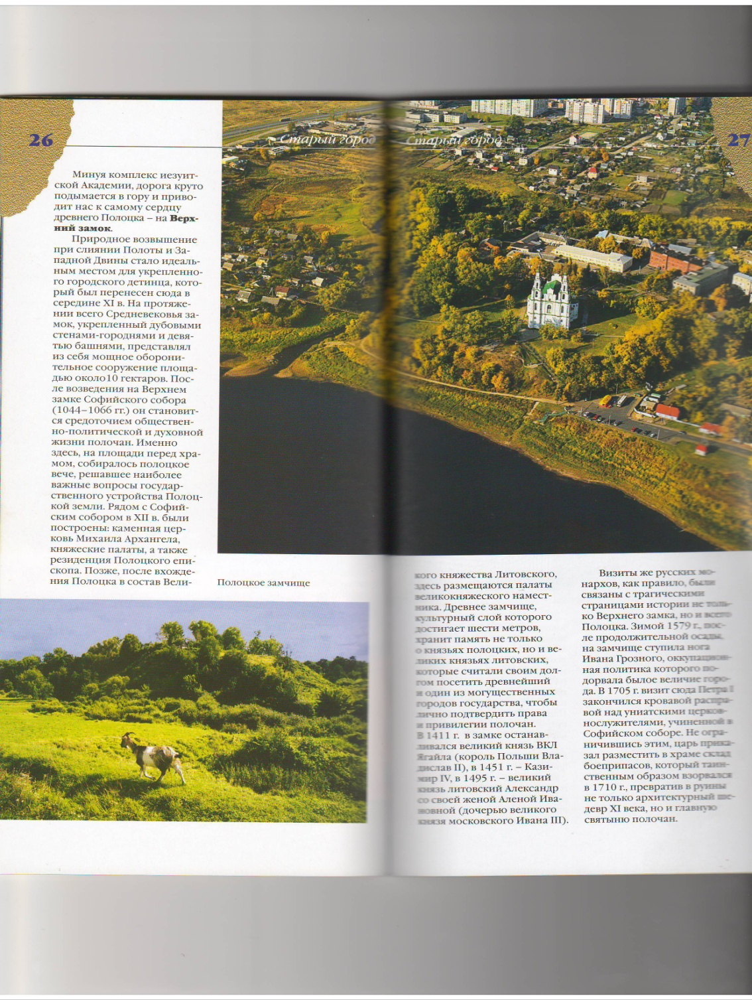 26
Старый город
Минуя комплекс иезуит-
ской Академии, дорога круто
подымается в гору и приво-
дит нас к самому сердцу
древнего Полоцка – на Верх-
ний замок.
Природное возвышение
при слиянии Полоты и За-
падной Двины стало идеаль-
ным местом для укрепленно-
го городского детинца, кото-
рый был перенесен сюда в
середине XI в. На протяже-
нии всего Средневековья за-
мок, укрепленный дубовыми
стенами-городнями и девя-
тью башнями, представлял
из себя мощное оборони-
тельное сооружение площа-
дью около10 гектаров. Пос-
ле возведения на Верхнем
замке Софийского собора
(1044–1066 гг.) он становит-
ся средоточием обществен-
но-политической и духовной
жизни полочан. Именно
здесь, на площади перед хра-
мом, собиралось полоцкое
вече, решавшее наиболее
важные вопросы государ-
ственного устройства Полоц-
кой земли. Рядом с Софий-
ским собором в XII в. были
построены: каменная цер-
ковь Михаила Архангела,
княжеские палаты, а также
резиденция Полоцкого епи-
скопа. Позже, после вхожде-
ния Полоцка в состав Вели-
Полоцкое замчище
Старый город
27
кого княжества Литовского,
здесь размещаются палаты
великокняжеского намест-
ника. Древнее замчище,
культурный слой которого
достигает шести метров,
хранит память не только
о князьях полоцких, но и ве-
ликих князьях литовских,
которые считали своим дол-
гом посетить древнейший
и один из могущественных
городов государства, чтобы
лично подтвердить права
и привилегии полочан.
В 1411 г. в замке останав-
ливался великий князь ВКЛ
Ягайла (король Польши Вла-
дислав II), в 1451 г. – Кази-
мир IV, в 1495 г. – великий
князь литовский Александр
со своей женой Аленой Ива-
новной (дочерью великого
князя московского Ивана III).
Визиты же русских мо-
нархов, как правило, были
связаны с трагическими
страницами истории не толь-
ко Верхнего замка, но и всего
Полоцка. Зимой 1579 г., пос-
ле продолжительной осады,
на замчище ступила нога
Ивана Грозного, оккупацион-
ная политика которого по-
дорвала былое величие горо-
да. В 1705 г. визит сюда Петра I
закончился кровавой распра-
вой над униатскими церков-
нослужителями, учиненной в
Софийском соборе. Не огра-
ничившись этим, царь прика-
зал разместить в храме склад
боеприпасов, который таин-
ственным образом взорвался
в 1710 г., превратив в руины
не только архитектурный ше-
девр XI века, но и главную
святыню полочан.